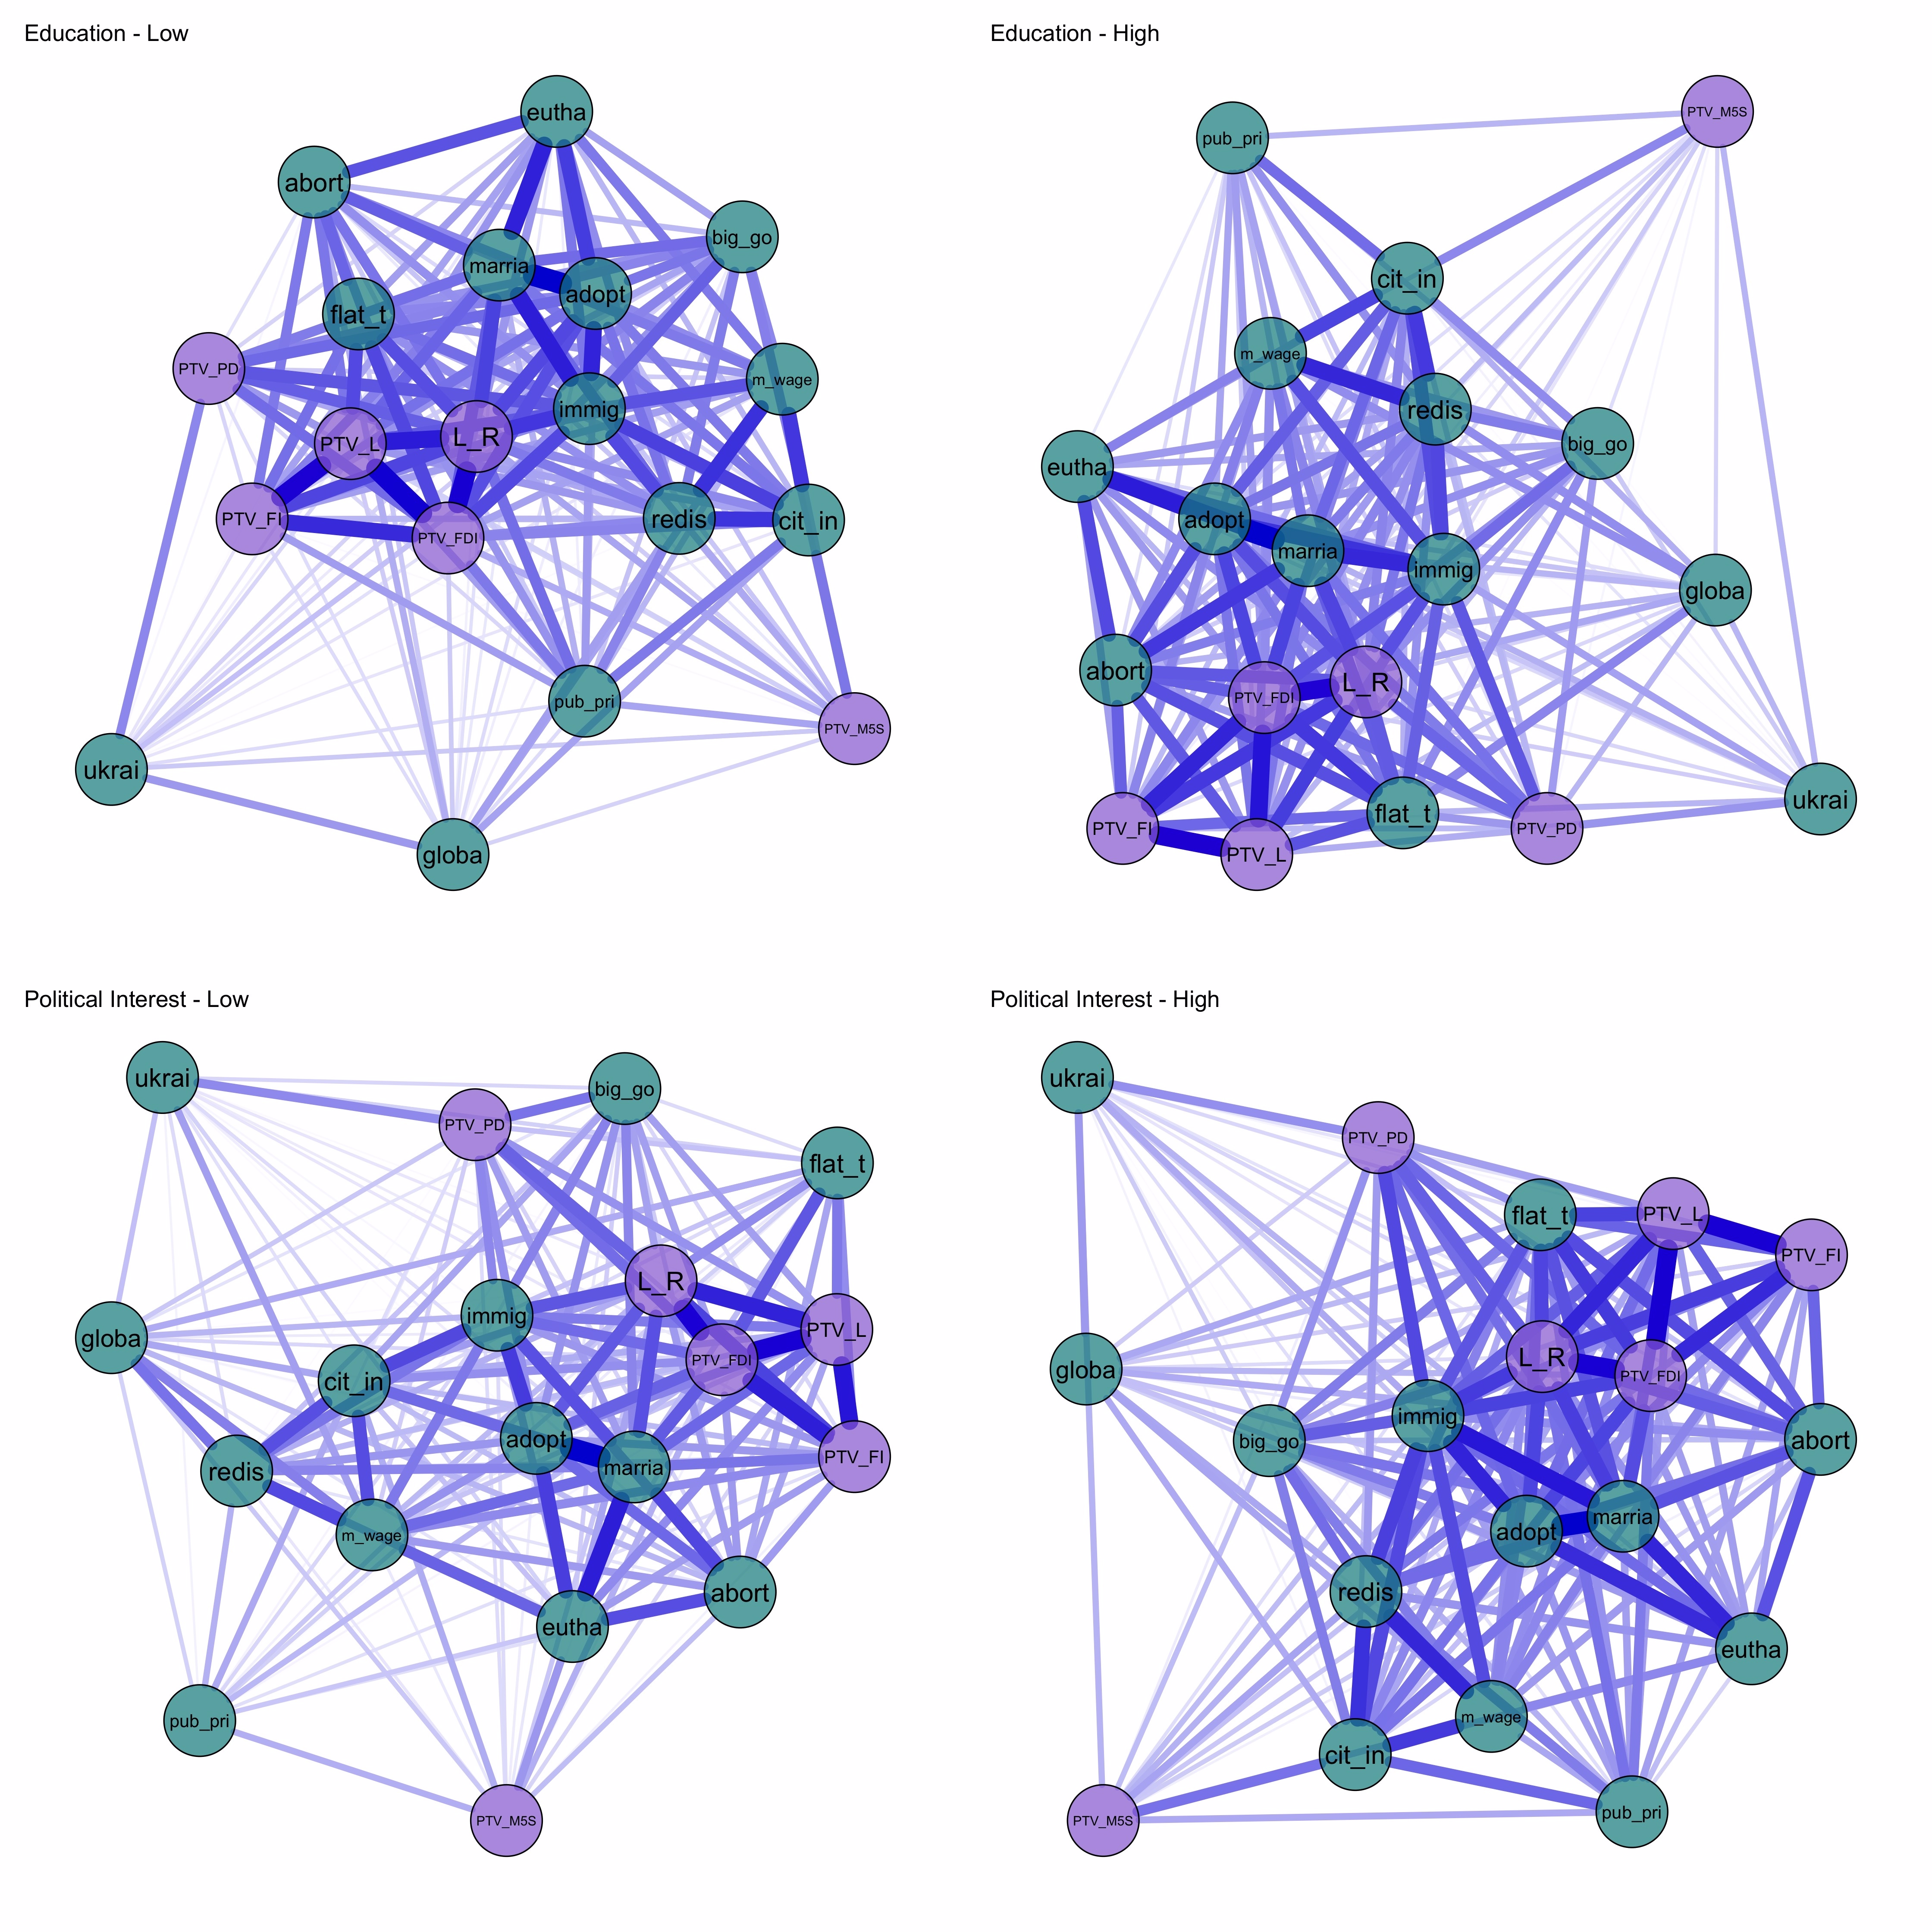 Education - Low
eutha
abort
big_go
marria
adopt
flat_t
PTV_PD
m_wage
immig
L_R
PTV_L
PTV_FI
redis
cit_in
PTV_FDI
pub_pri
PTV_M5S
ukrai
globa
Education - High
PTV_M5S
pub_pri
cit_in
m_wage
redis
big_go
eutha
adopt
marria
immig
globa
abort
L_R
PTV_FDI
ukrai
flat_t
PTV_FI
PTV_PD
PTV_L
Political Interest - Low
ukrai
big_go
PTV_PD
flat_t
L_R
immig
PTV_L
globa
PTV_FDI
cit_in
adopt
PTV_FI
marria
redis
m_wage
abort
eutha
pub_pri
PTV_M5S
Political Interest - High
ukrai
PTV_PD
PTV_L
flat_t
PTV_FI
L_R
globa
PTV_FDI
immig
big_go
abort
marria
adopt
redis
eutha
m_wage
cit_in
pub_pri
PTV_M5S